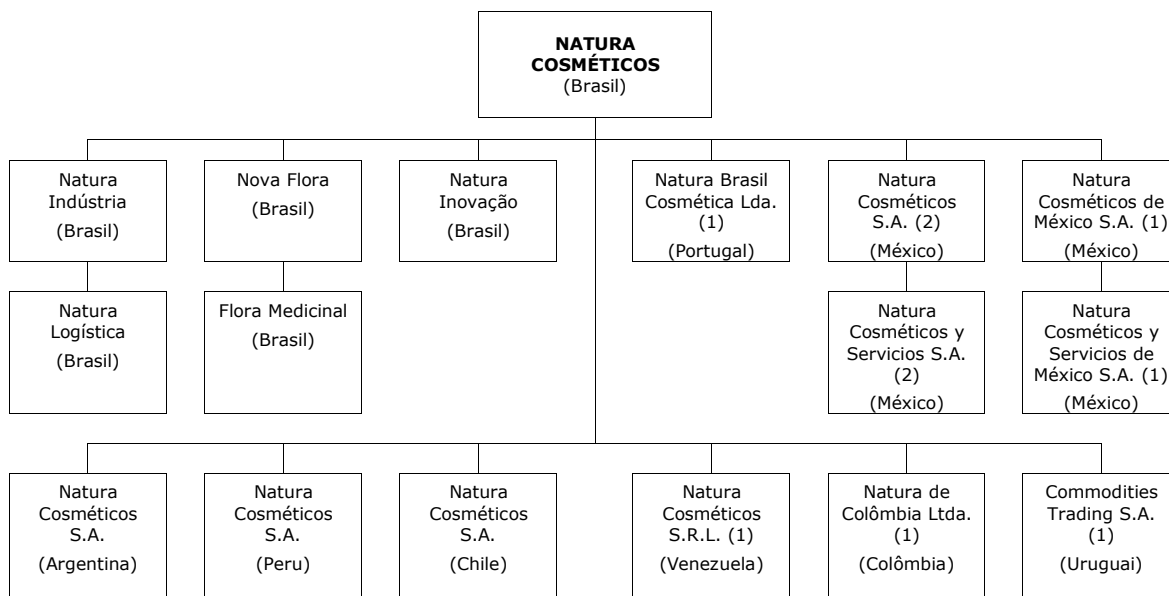 NATURA
COSMÉTICOS
(Brasil)
Natura
Indústria
(Brasil)
Nova Flora
(Brasil)
Natura
Inovação
(Brasil)
Natura Brasil
Cosmética Lda.
(1)
(Portugal)
Natura
Cosméticos
S.A. (2)
(México)
Natura
Cosméticos de
México S.A. (1)
(México)
Natura
Logística
(Brasil)
Flora Medicinal
(Brasil)
Natura
Cosméticos y
Servicios S.A.
(2)
(México)
Natura
Cosméticos y
Servicios de
México S.A. (1)
(México)
Natura
Cosméticos
S.A.
(Argentina)
Natura
Cosméticos
S.A.
(Peru)
Natura
Cosméticos
S.A.
(Chile)
Natura
Cosméticos
S.R.L. (1)
(Venezuela)
Natura de
Colômbia Ltda.
(1)
(Colômbia)
Commodities
Trading S.A.
(1)
(Uruguai)